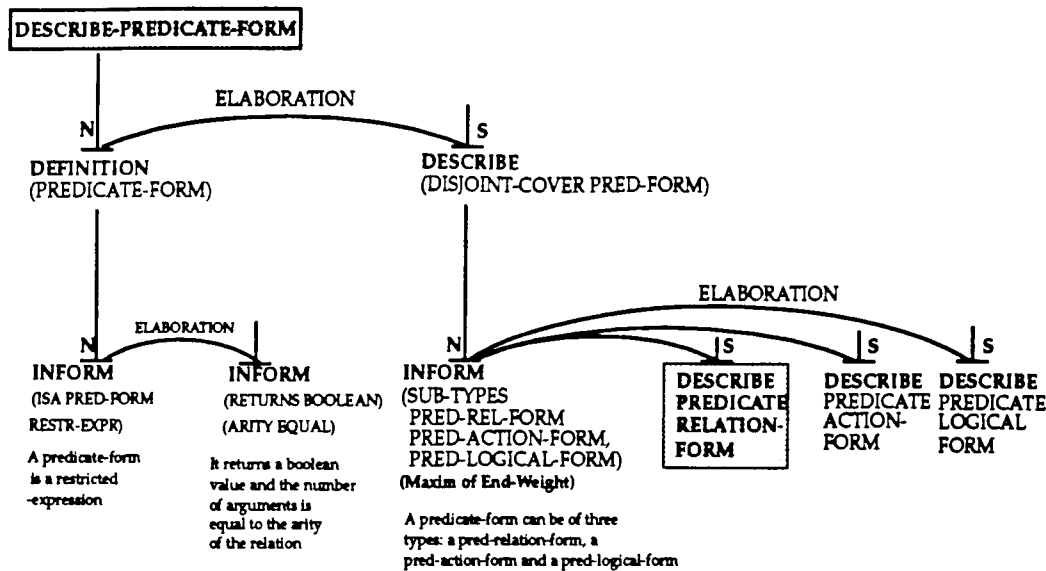 DESCRIBE-PREDICATE-FORM
ELABORATION
N
S
DEFINITION
(PREDICATE-FORM)
DESCRIBE
(DISJOINT-COVER PRED-FORM)
ELABORATION
ELABORATION
N
N
S
S
S
INFORM
(ISA PRED-FORM
RESTR-EXPR)
A predicate-form
is a restricted
-expression
INFORM
(RETURNS BOOLEAN)
(ARITY EQUAL)
It returns a boolean
value and the number
of arguments is
equal to the arity
of the relation
INFORM
(SUB-TYPES
PRED-REL-FORM
PRED-ACTION-FORM,
PRED-LOGICAL-FORM)
(Maxim of End-Weight)
A predicate-form can be of three
types: a pred-relation-form, a
pred-action-form and a pred-logical-form
DESCRIBE
PREDICATE
RELATION-
FORM
DESCRIBE
PREDICATE
ACTION-
FORM
DESCRIBE
PREDICATE
LOGICAL
FORM